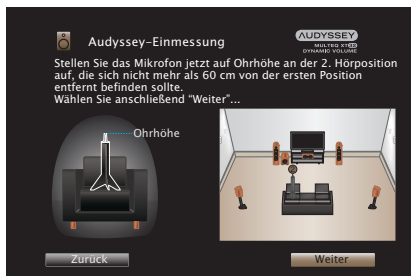 Audyssey-Einmessung
AUDYSSEY
MULTEQ XT32
DYNAMIC VOLUME
Stellen Sie das Mikrofon jetzt auf Ohrhöhe an der 2. Hörposition
auf, die sich nicht mehr als 60 cm von der ersten Position
entfernt befinden sollte.
Wählen Sie anschließend “Weiter”...
Ohrhöhe
Zurück
Weiter